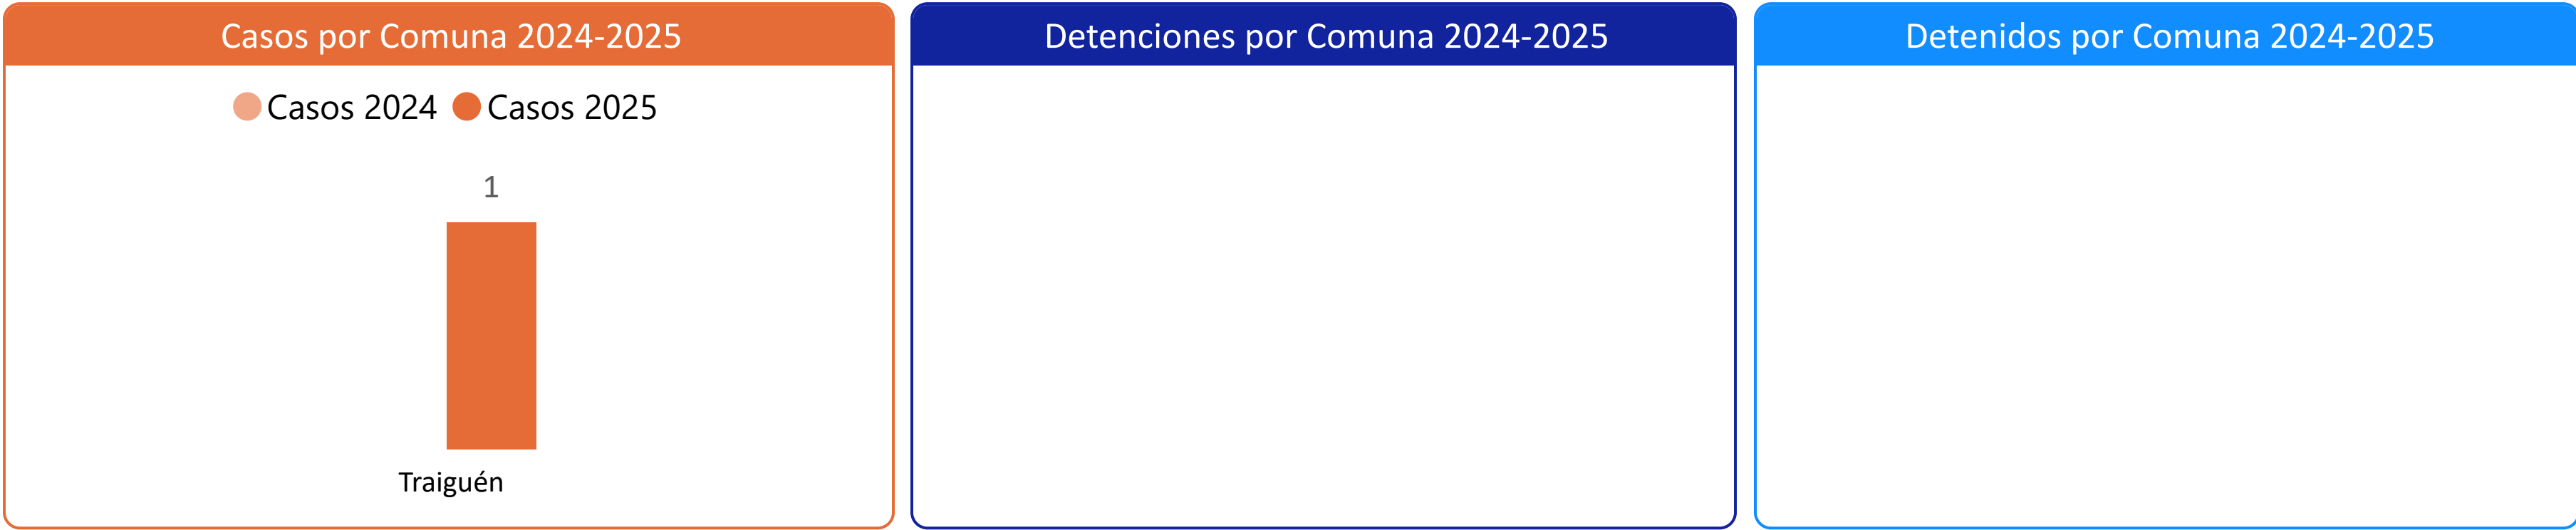 Casos por Comuna 2024-2025
Casos 2024 Casos 2025
1
Traiguén
Detenciones por Comuna 2024-2025
Detenidos por Comuna 2024-2025